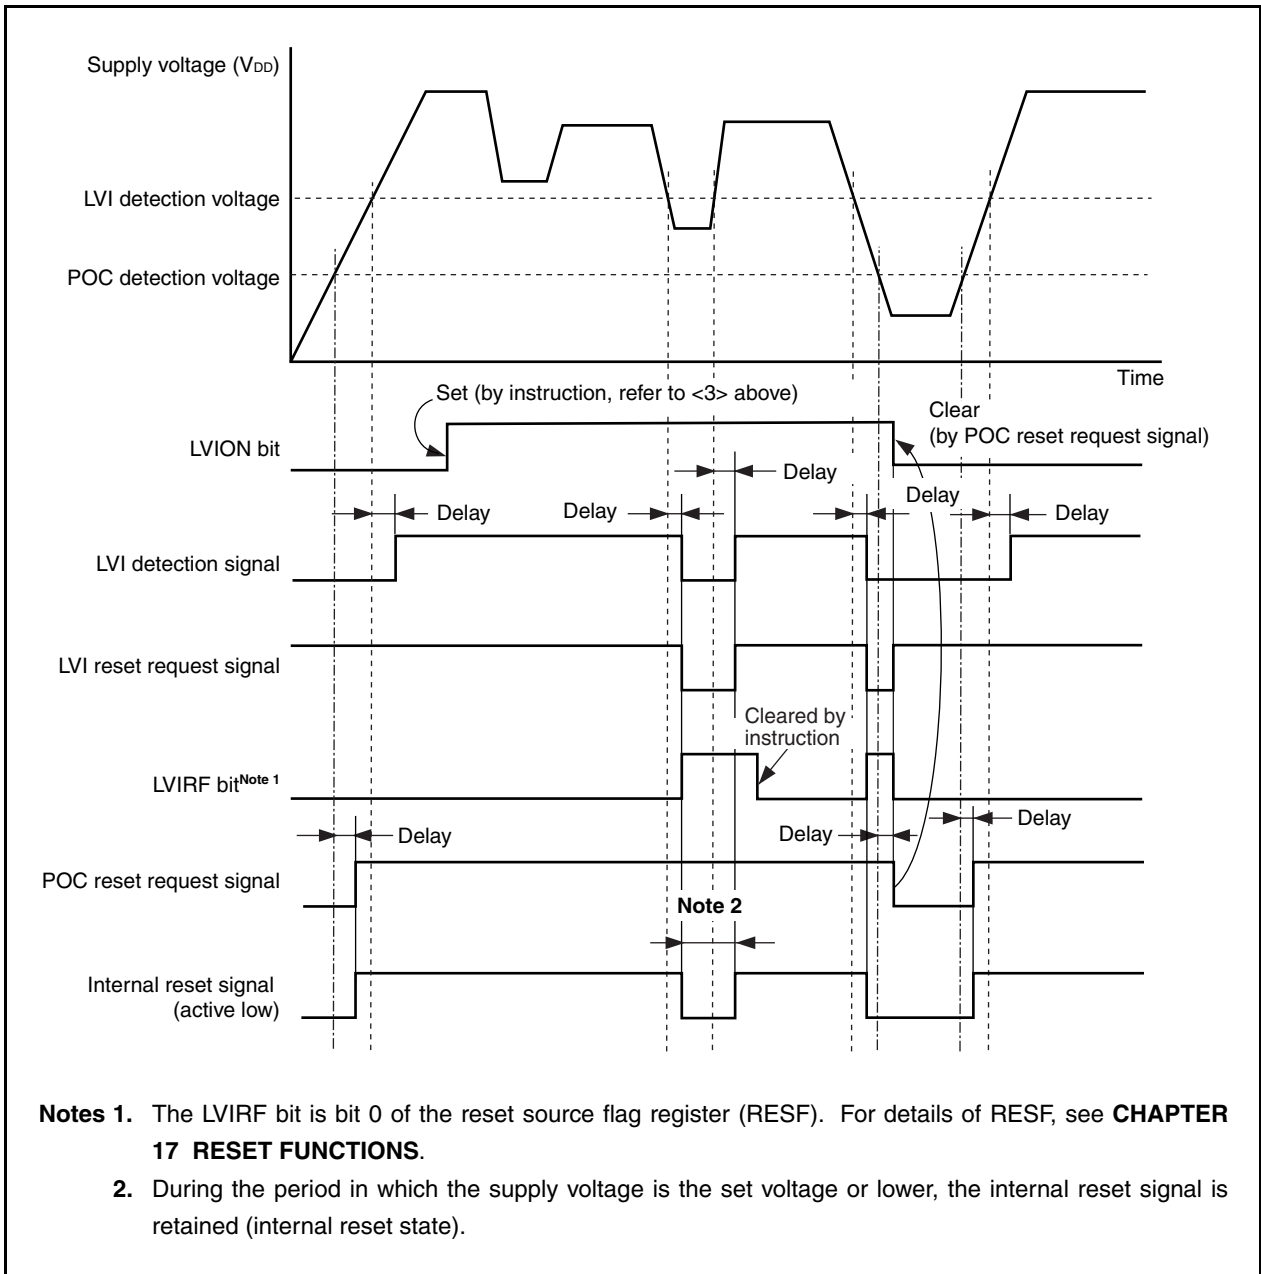 Supply voltage (VDD)
LVI detection voltage
POC detection voltage
Time
Set (by instruction, refer to <3> above)
Clear
(by POC reset request signal)
LVION bit
Delay
Delay
Delay
Delay
Delay
LVI detection signal
LVI reset request signal
Cleared by
instruction
LVIRF bitNote 1
Delay
Delay
Delay
POC reset request signal
Note 2
Internal reset signal
(active low)
Notes 1. The LVIRF bit is bit 0 of the reset source flag register (RESF). For details of RESF, see CHAPTER
17 RESET FUNCTIONS.
2. During the period in which the supply voltage is the set voltage or lower, the internal reset signal is
retained (internal reset state).